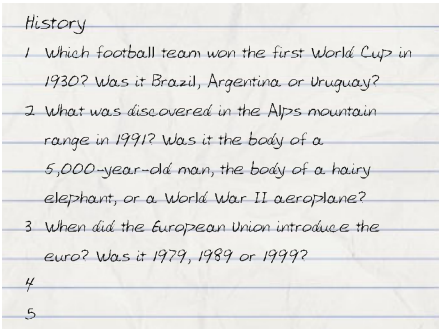 History
1 Which football team won the first World Cup in
1930? Was it Brazil, Argentina or Uruguay?
2 What was discovered in the Alps mountain
range in 1991? Was it the body of a
5,000-year-old man, the body of a hairy
elephant, or a World War II aeroplane?
3 When did the European Union introduce the
euro? Was it 1979, 1989 or 1999?
4
5